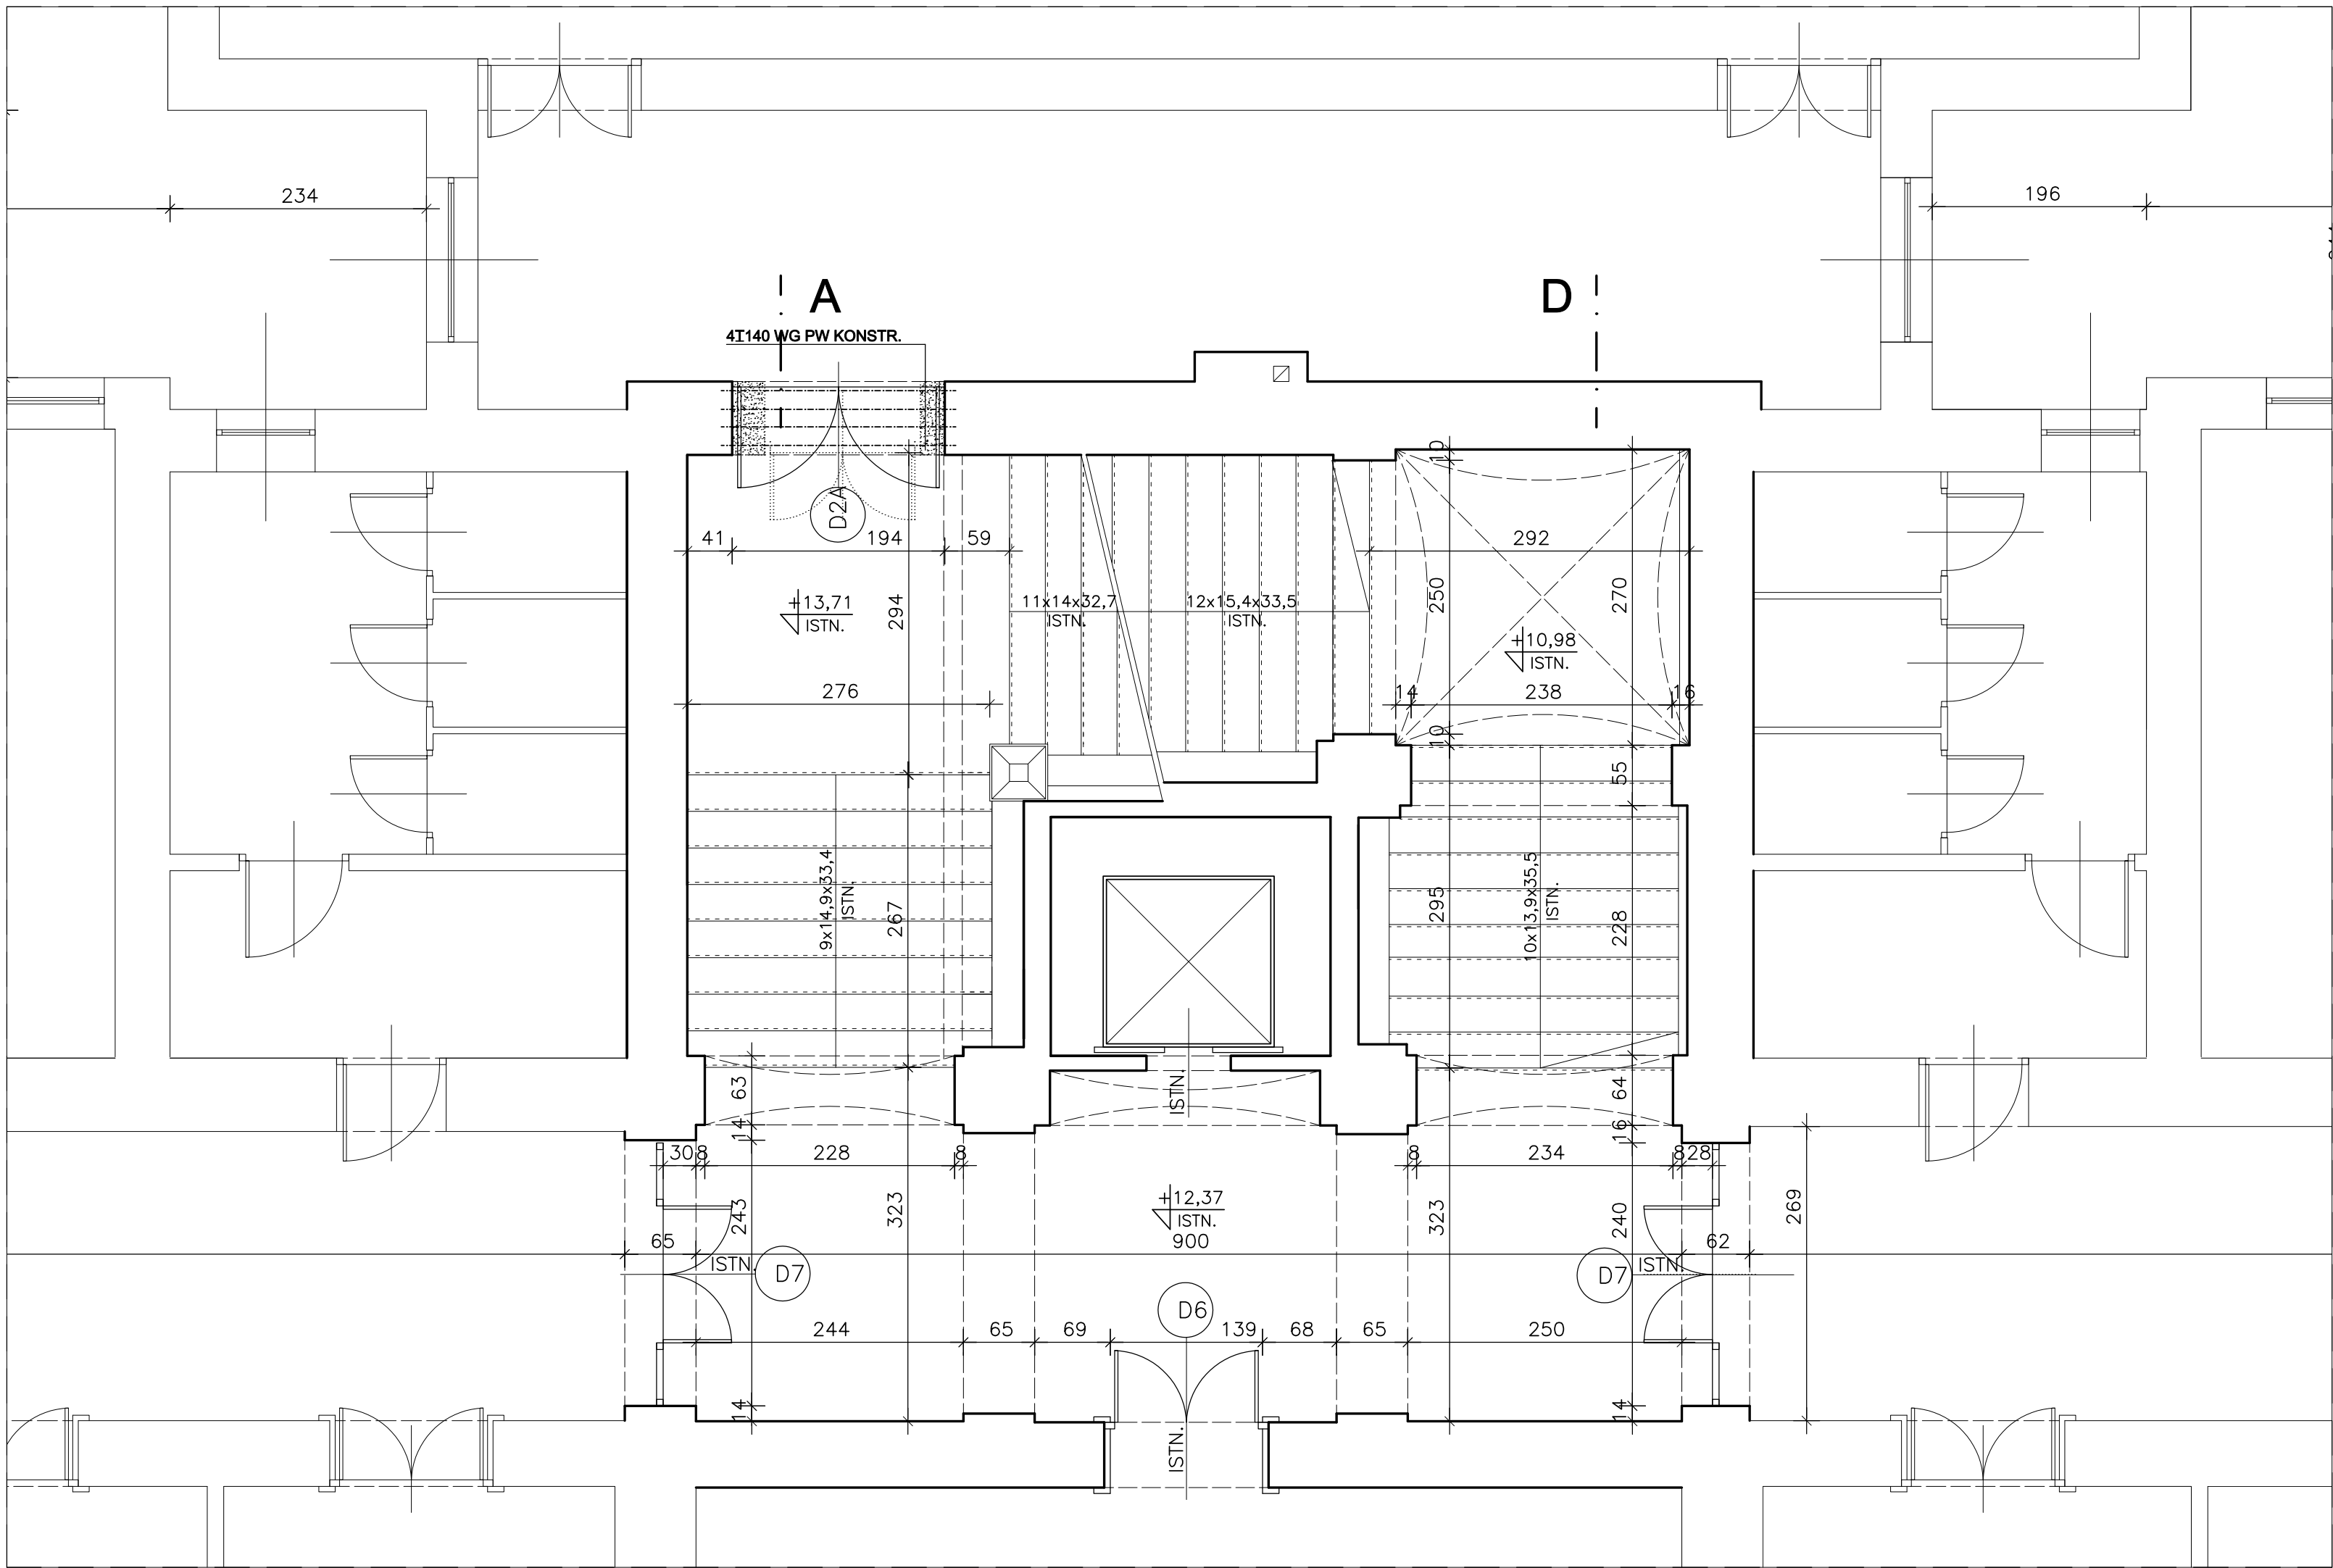 234
196
A
D
4I140 WG PW KONSTR.
D2A
10
41
194
59
292
+13,71
ISTN.
294
11x14x32,7
ISTN.
12x15,4x33,5
ISTN.
250
270
+10,98
ISTN.
276
14
238
16
10
55
9x14,9x33,4
ISTN.
267
295
10x13,9x35,5
ISTN.
228
63
14
ISTN.
64
16
30
8
228
8
8
234
8
28
243
323
+12,37
ISTN.
323
240
269
65
900
62
ISTN.
D7
D7
ISTN.
D6
244
65
69
139
68
65
250
14
14
ISTN.